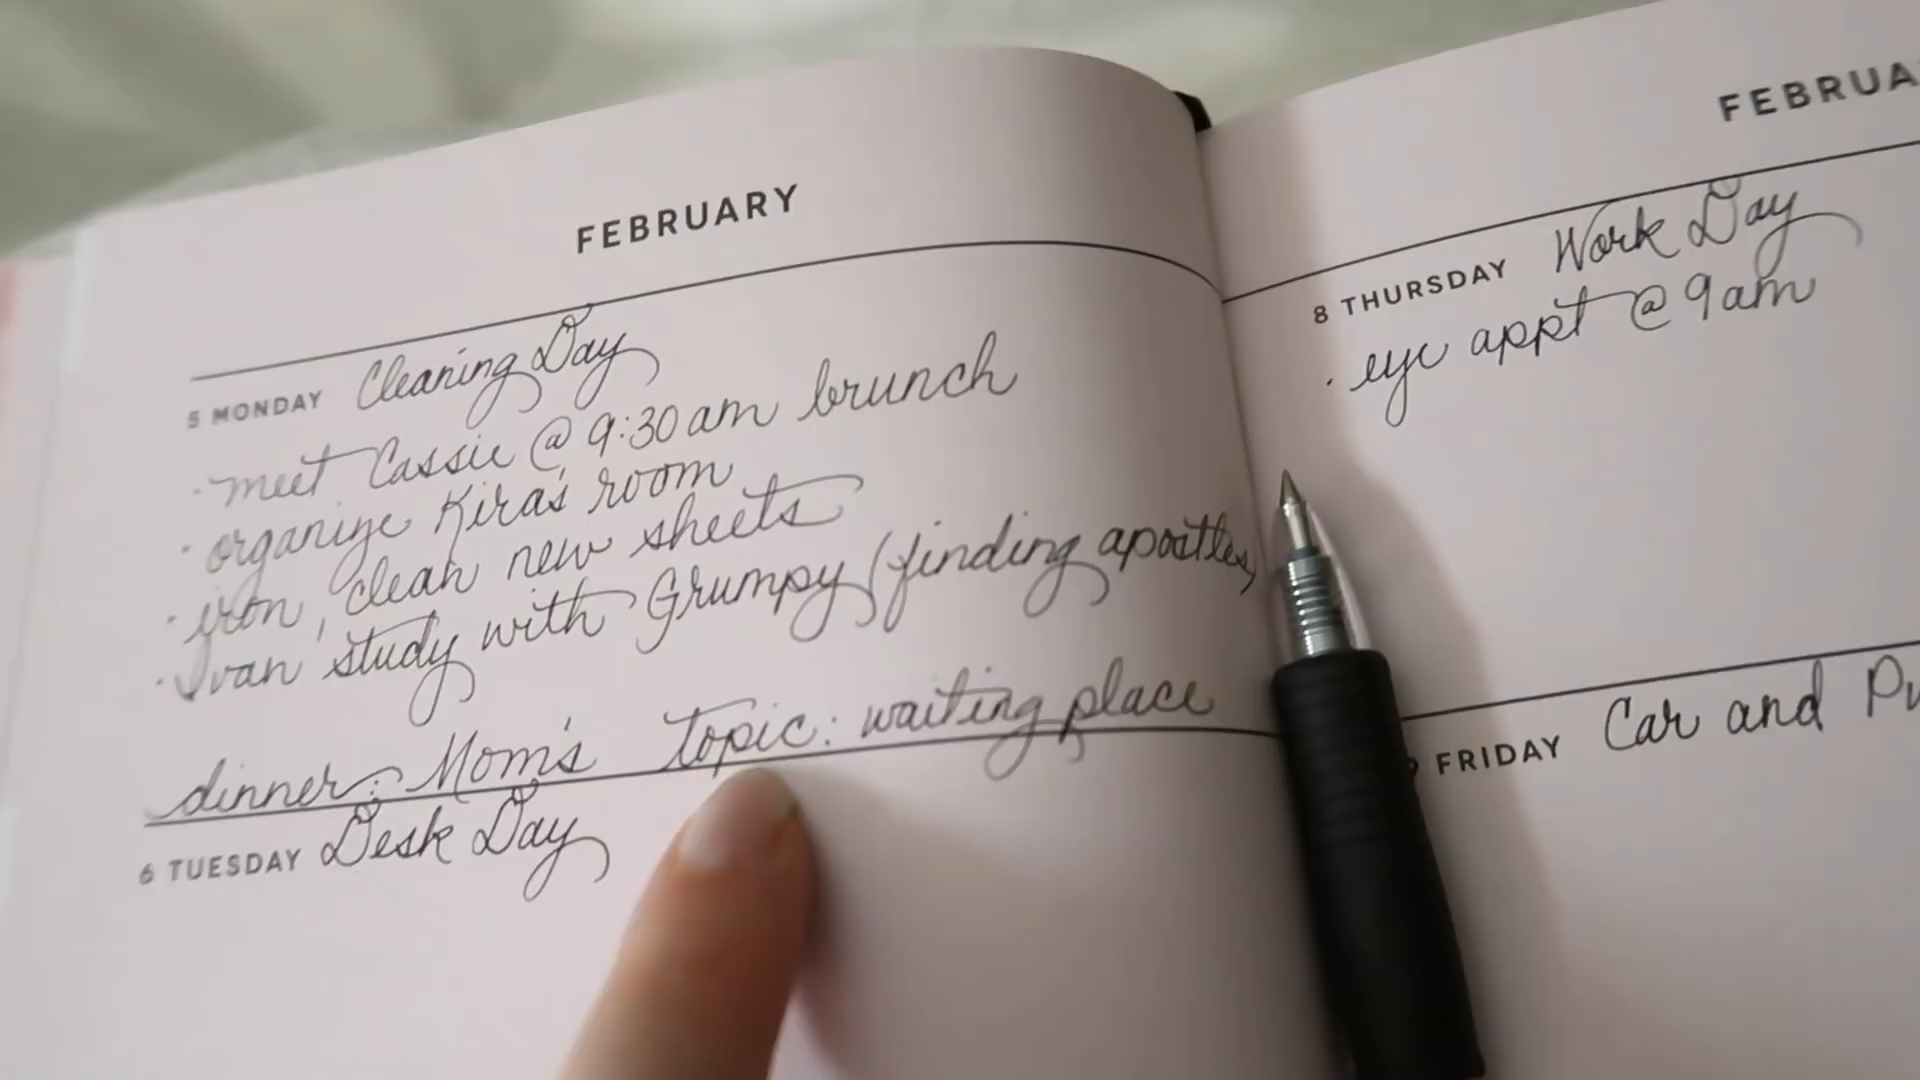 FEBRUARY
5 MONDAY Cleaning Day
· meet Cassie @ 9:30am brunch
· organize Kira's room
· iron, clean new sheets
· Ivan study with Grumpy (finding apostles)
dinner: Mom's topic: waiting place
6 TUESDAY Desk Day
FEBRUA
8 THURSDAY Work Day
· eye appt @ 9am
9 FRIDAY Car and